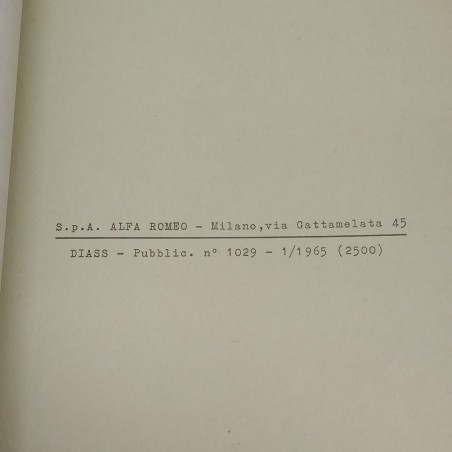 S.p.A. ALFA ROMEO - Milano,via Gattamelata 45
DIASS - Pubblic. n° 1029 - 1/1965 (2500)